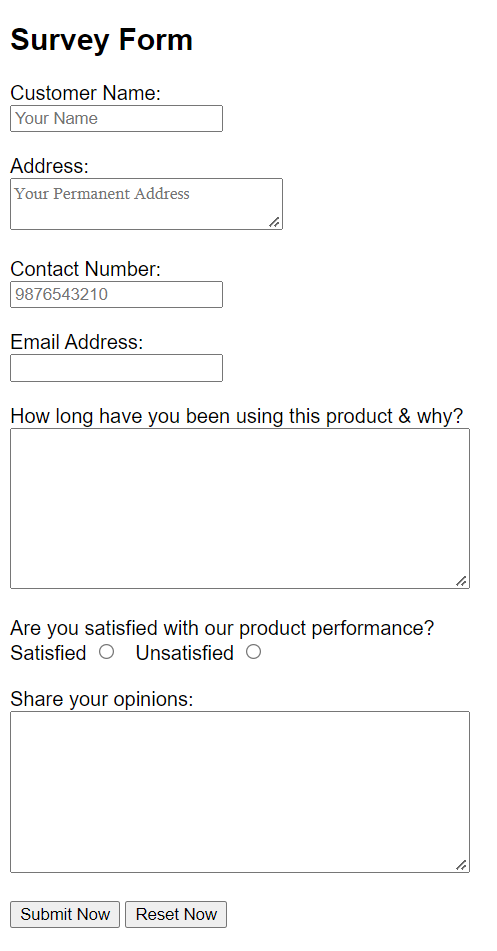 Survey Form
Customer Name:
Your Name
Address:
Your Permanent Address
Contact Number:
9876543210
Email Address:
How long have you been using this product & why?
Are you satisfied with our product performance?
Satisfied Unsatisfied
Share your opinions:
Submit Now Reset Now